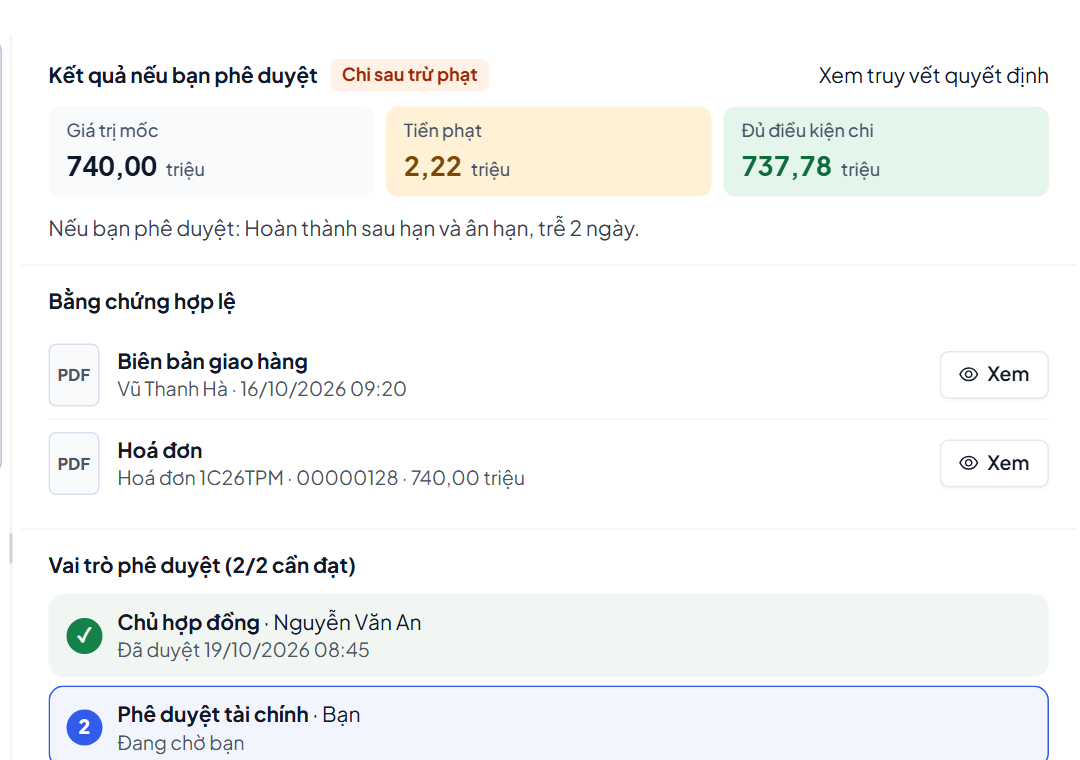 Kết quả nếu bạn phê duyệt Chi sau trừ phạt Xem truy vết quyết định
Giá trị mốc Tiền phạt Đủ điều kiện chi
740,00 triệu 2,22 triệu 737,78 triệu
Nếu bạn phê duyệt: Hoàn thành sau hạn và ân hạn, trễ 2 ngày.
Bằng chứng hợp lệ
PDF Biên bản giao hàng
Vũ Thanh Hà · 16/10/2026 09:20
Xem
PDF Hoá đơn
Hoá đơn 1C26TPM · 00000128 · 740,00 triệu
Xem
Vai trò phê duyệt (2/2 cần đạt)
Chủ hợp đồng · Nguyễn Văn An
Đã duyệt 19/10/2026 08:45
2 Phê duyệt tài chính · Bạn
Đang chờ bạn